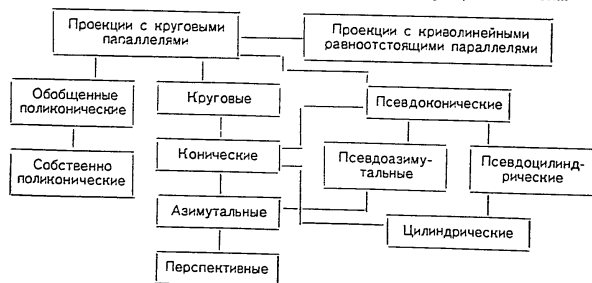 Проекции с круговыми
параллелями
Проекции с криволинейными
равноотстоящими параллелями
Обобщенные
поликонические
Круговые
Псевдоконические
Собственно
поликонические
Конические
Псевдоазиму-
тальные
Псевдоцилинд-
рические
Азимутальные
Цилиндрические
Перспективные